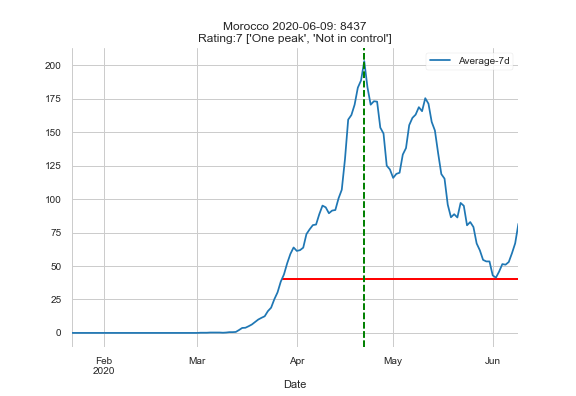 Morocco 2020-06-09: 8437
Rating:7 ['One peak', 'Not in control']
Average-7d
200
175
150
125
100
75
50
25
0
Feb
2020
Mar
Apr
May
Jun
Date